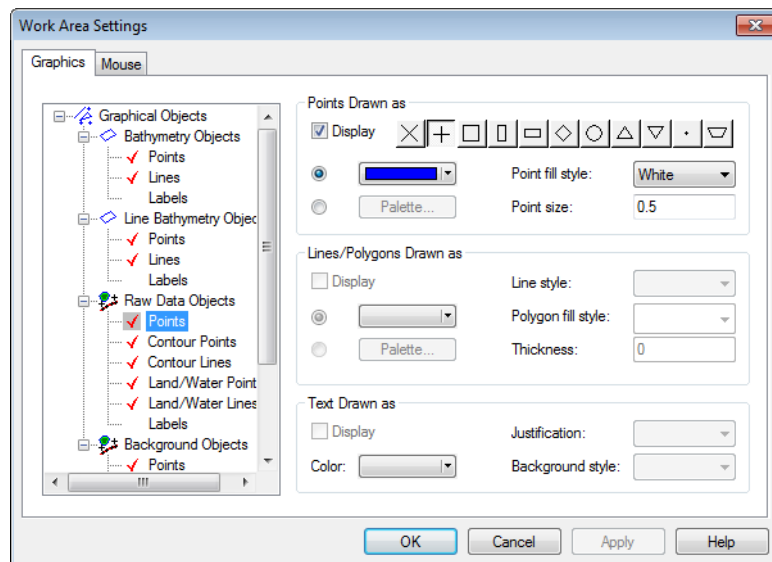 Work Area Settings
Graphics Mouse
Graphical Objects
Bathymetry Objects
Points
Lines
Labels
Line Bathymetry Objec
Points
Lines
Labels
Raw Data Objects
Points
Contour Points
Contour Lines
Land/Water Point
Land/Water Lines
Labels
Background Objects
Points
Points Drawn as
Display
Point fill style: White
Palette... Point size: 0.5
Lines/Polygons Drawn as
Display Line style:
Polygon fill style:
Palette... Thickness: 0
Text Drawn as
Display Justification:
Color: Background style:
OK Cancel Apply Help